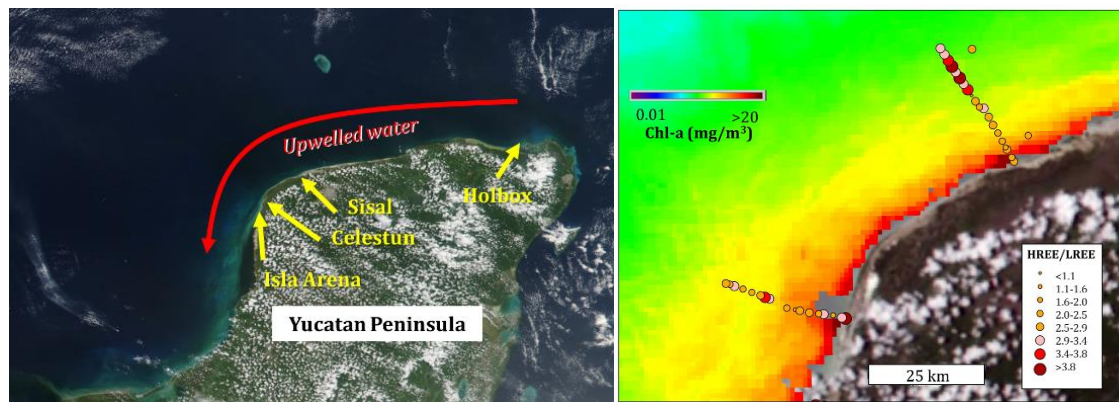 Upwelled water
Holbox
Sisal
Celestun
Isla Arena
Yucatan Peninsula
0.01 >20
Chl-a (mg/m³)
HREE/LREE
<1.1
1.1-1.6
1.6-2.0
2.0-2.5
2.5-2.9
2.9-3.4
3.4-3.8
>3.8
25 km